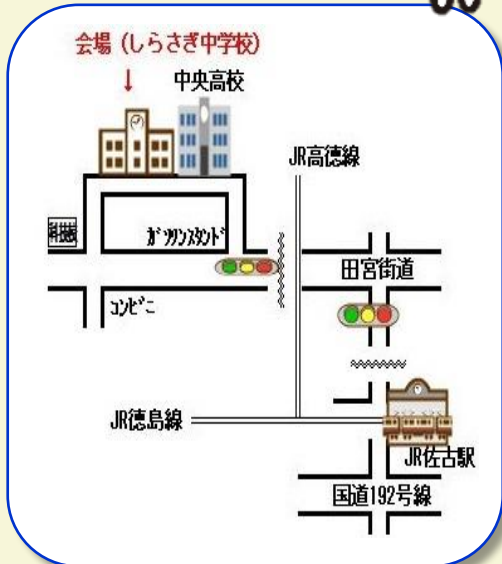 会場(しらさぎ中学校)
中央高校
JR高徳線
ガソリンスタンド
田宮街道
コンビニ
JR徳島線
JR佐古駅
国道192号線